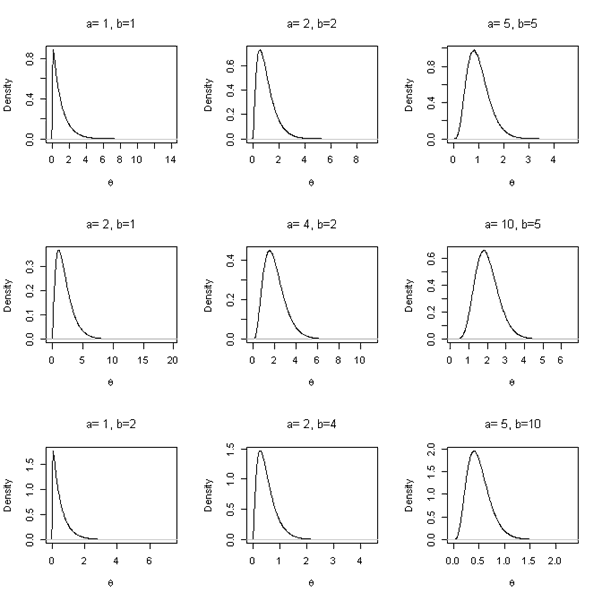 a= 1, b=1
Density
0.0 0.4 0.8
0 2 4 6 8 10 14
θ
a= 2, b=2
Density
0.0 0.2 0.4 0.6
0 2 4 6 8
θ
a= 5, b=5
Density
0.0 0.4 0.8
0 1 2 3 4
θ
a= 2, b=1
Density
0.0 0.1 0.2 0.3
0 5 10 15 20
θ
a= 4, b=2
Density
0.0 0.2 0.4
0 2 4 6 8 10
θ
a= 10, b=5
Density
0.0 0.2 0.4 0.6
0 1 2 3 4 5 6
θ
a= 1, b=2
Density
0.0 0.5 1.0 1.5
0 2 4 6
θ
a= 2, b=4
Density
0.0 0.5 1.0 1.5
0 1 2 3 4
θ
a= 5, b=10
Density
0.0 0.5 1.0 1.5 2.0
0.0 0.5 1.0 1.5 2.0
θ